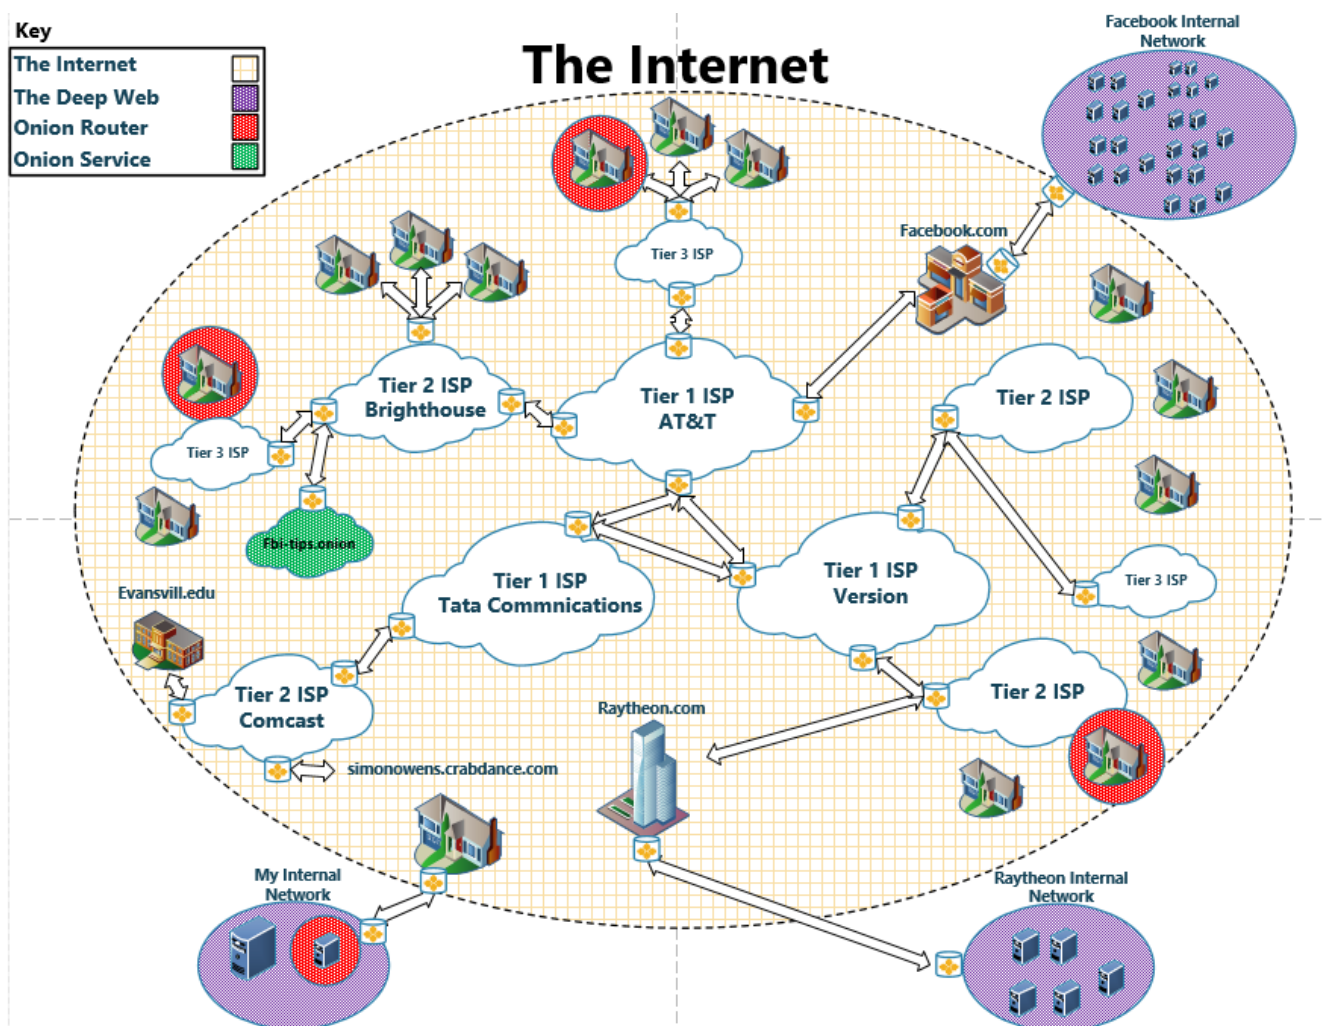 Key
The Internet
The Deep Web
Onion Router
Onion Service
The Internet
Facebook Internal
Network
Facebook.com
Tier 3 ISP
Tier 2 ISP
Brighthouse
Tier 1 ISP
AT&T
Tier 2 ISP
Tier 3 ISP
Fbi-tips.onion
Tier 1 ISP
Tata Commnications
Tier 1 ISP
Version
Tier 3 ISP
Evansvill.edu
Tier 2 ISP
Comcast
Tier 2 ISP
Raytheon.com
simonowens.crabdance.com
My Internal
Network
Raytheon Internal
Network